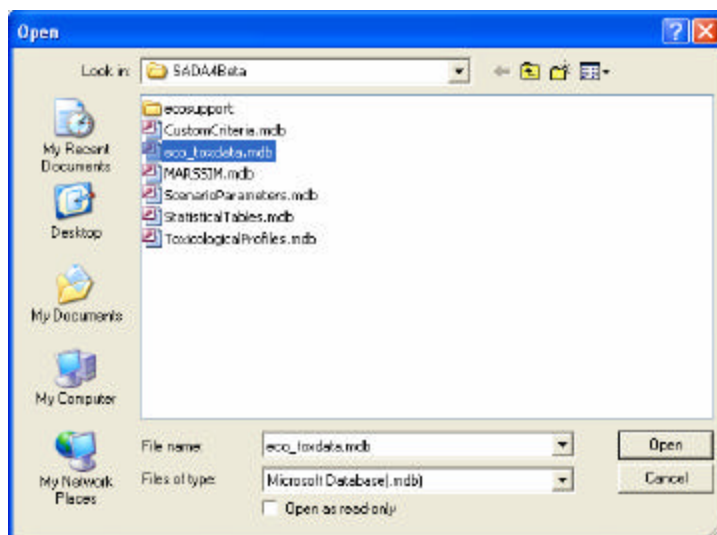 Open
Look in:
SADA4Beta
My Recent
Documents
Desktop
My Documents
My Computer
My Network
Places
ecosupport
CustomCriteria.mdb
eco_toxdata.mdb
MARSSIM.mdb
ScenarioParameters.mdb
StatisticalTables.mdb
ToxicologicalProfiles.mdb
File name:
eco_toxdata.mdb
Open
Files of type:
Microsoft Database(.mdb)
Cancel
Open as read-only